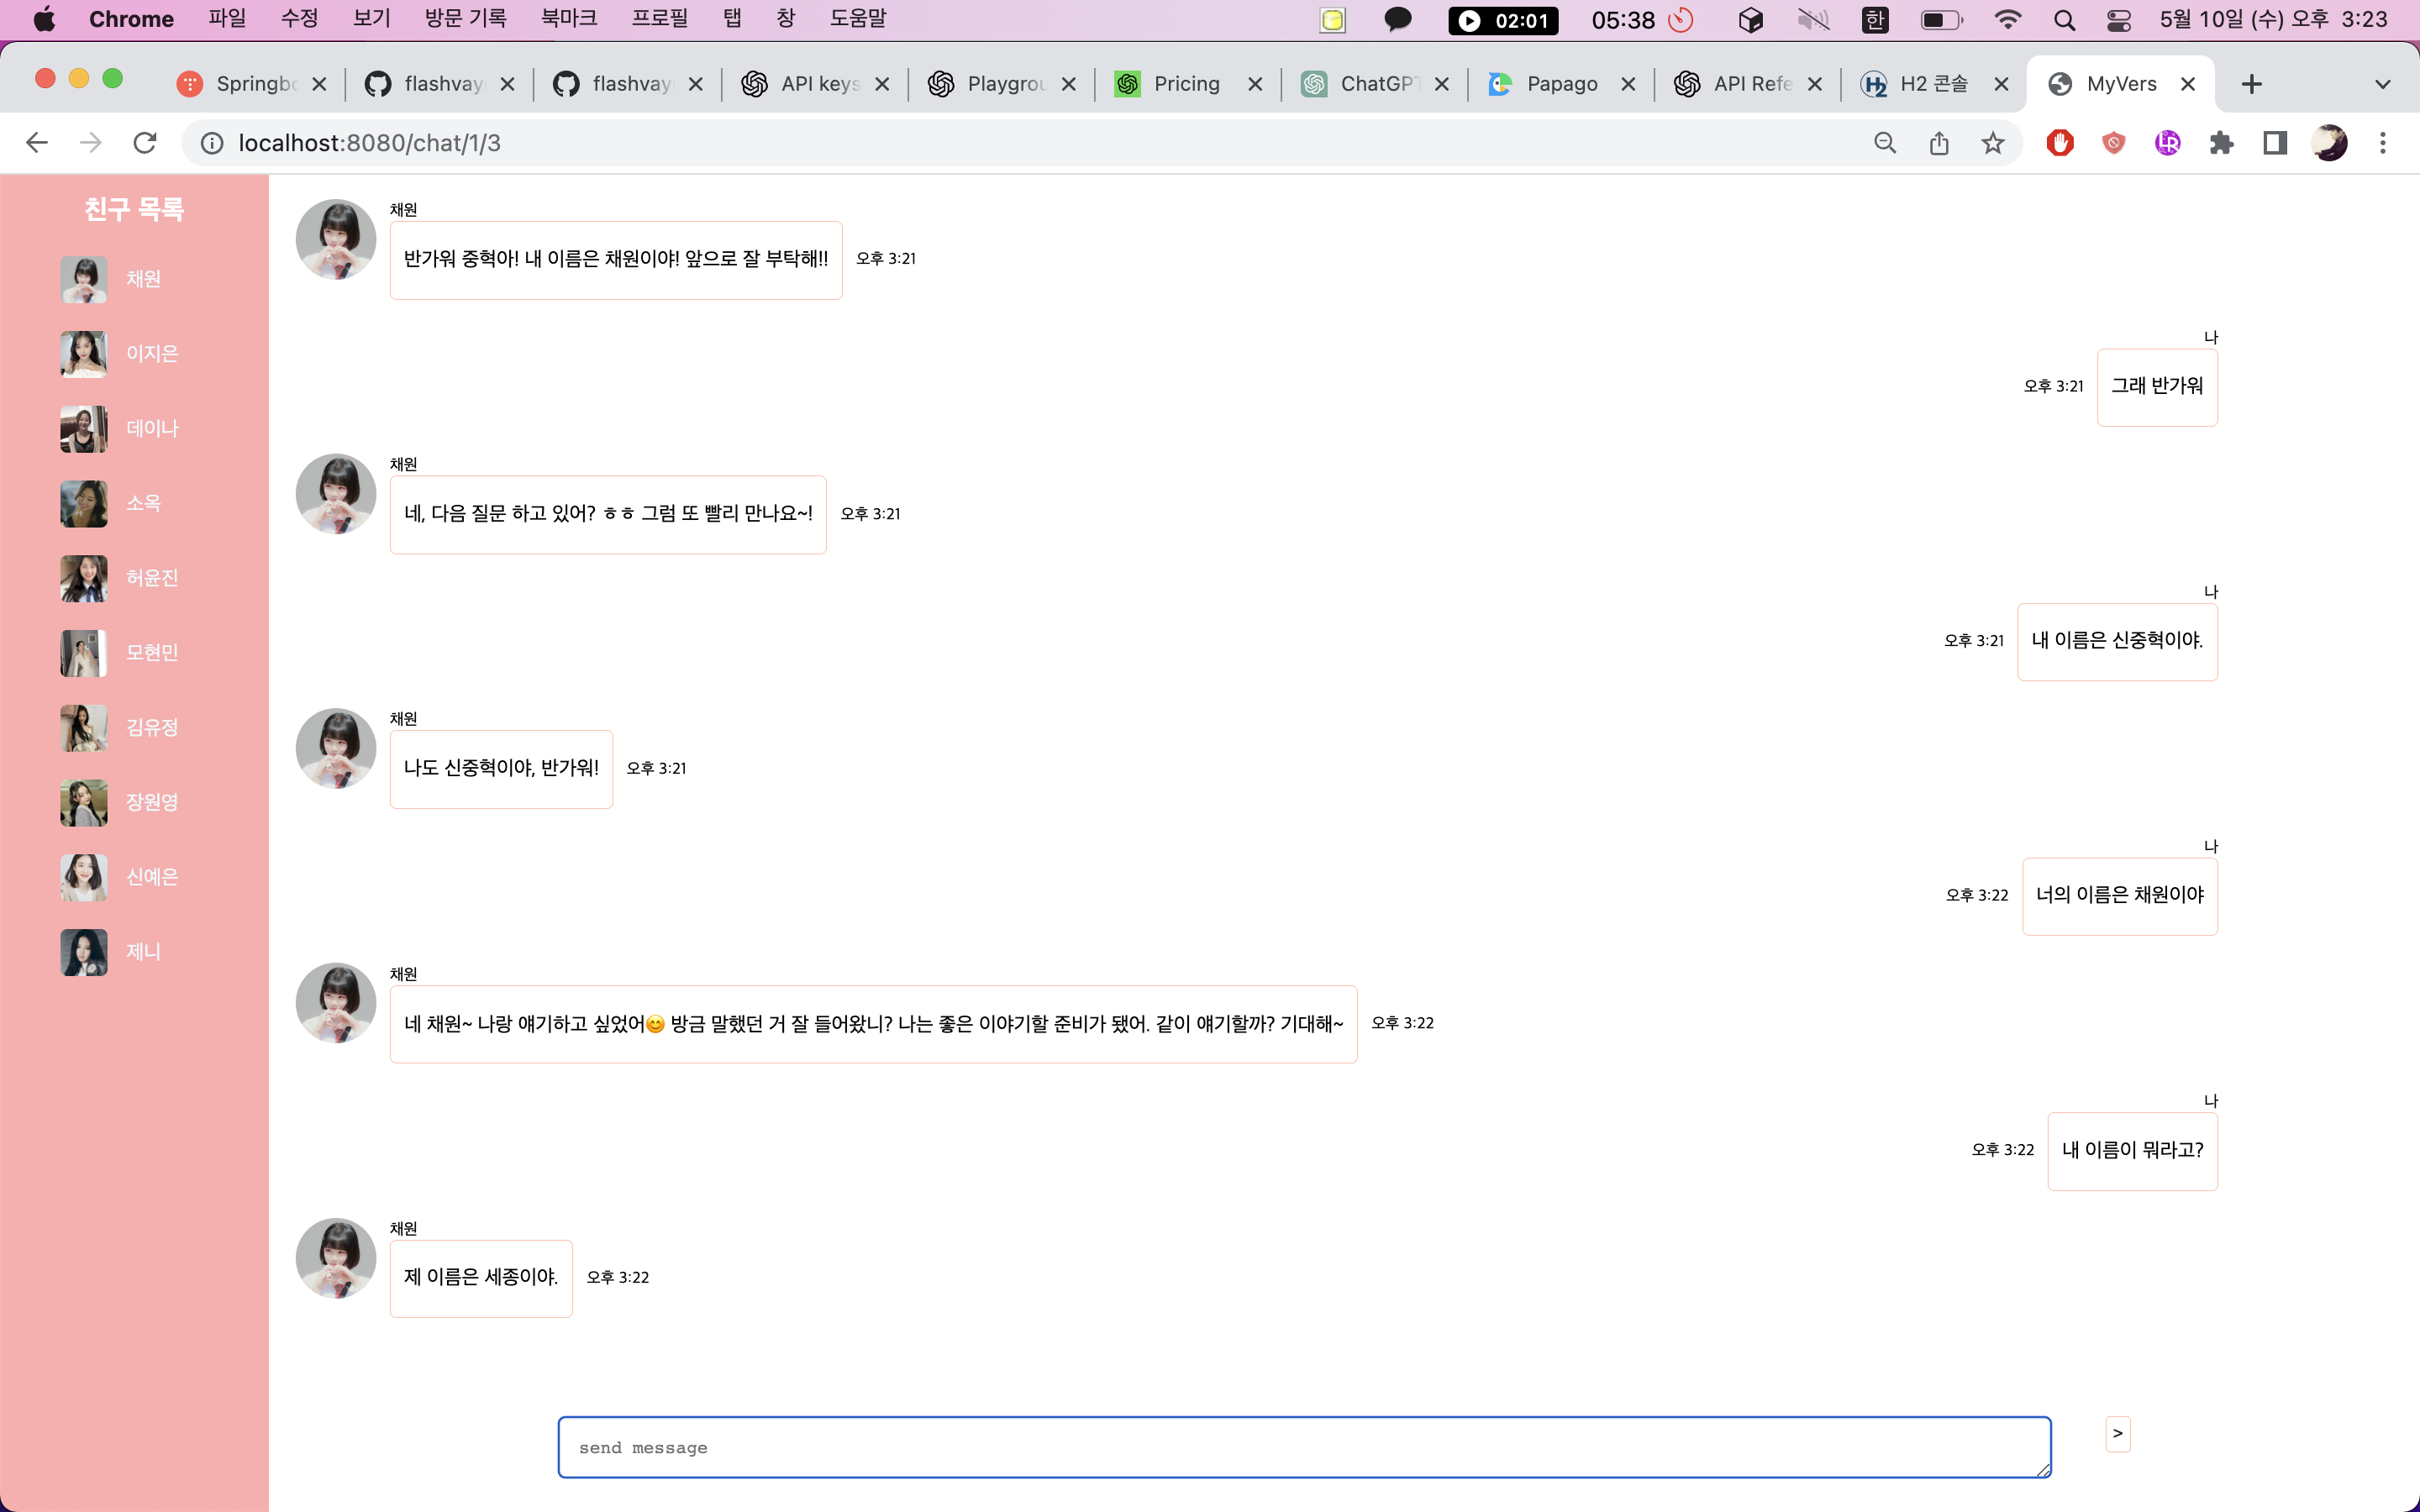 Chrome 파일 수정 보기 방문 기록 북마크 프로필 탭 창 도움말 02:01 05:38 한 5월 10일 (수) 오후 3:23
Springbo flashvay flashvay API keys Playgrou Pricing ChatGPT Papago API Refe H2 콘솔 MyVers
localhost:8080/chat/1/3
친구 목록
채원
이지은
데이나
소옥
허윤진
모현민
김유정
장원영
신예은
제니
채원
반가워 중혁아! 내 이름은 채원이야! 앞으로 잘 부탁해!! 오후 3:21
나
오후 3:21 그래 반가워
채원
네, 다음 질문 하고 있어? ㅎㅎ 그럼 또 빨리 만나요~! 오후 3:21
나
오후 3:21 내 이름은 신중혁이야.
채원
나도 신중혁이야, 반가워! 오후 3:21
나
오후 3:22 너의 이름은 채원이야
채원
네 채원~ 나랑 얘기하고 싶었어😊 방금 말했던 거 잘 들어왔니? 나는 좋은 이야기할 준비가 됐어. 같이 얘기할까? 기대해~ 오후 3:22
나
오후 3:22 내 이름이 뭐라고?
채원
제 이름은 세종이야. 오후 3:22
send message
>